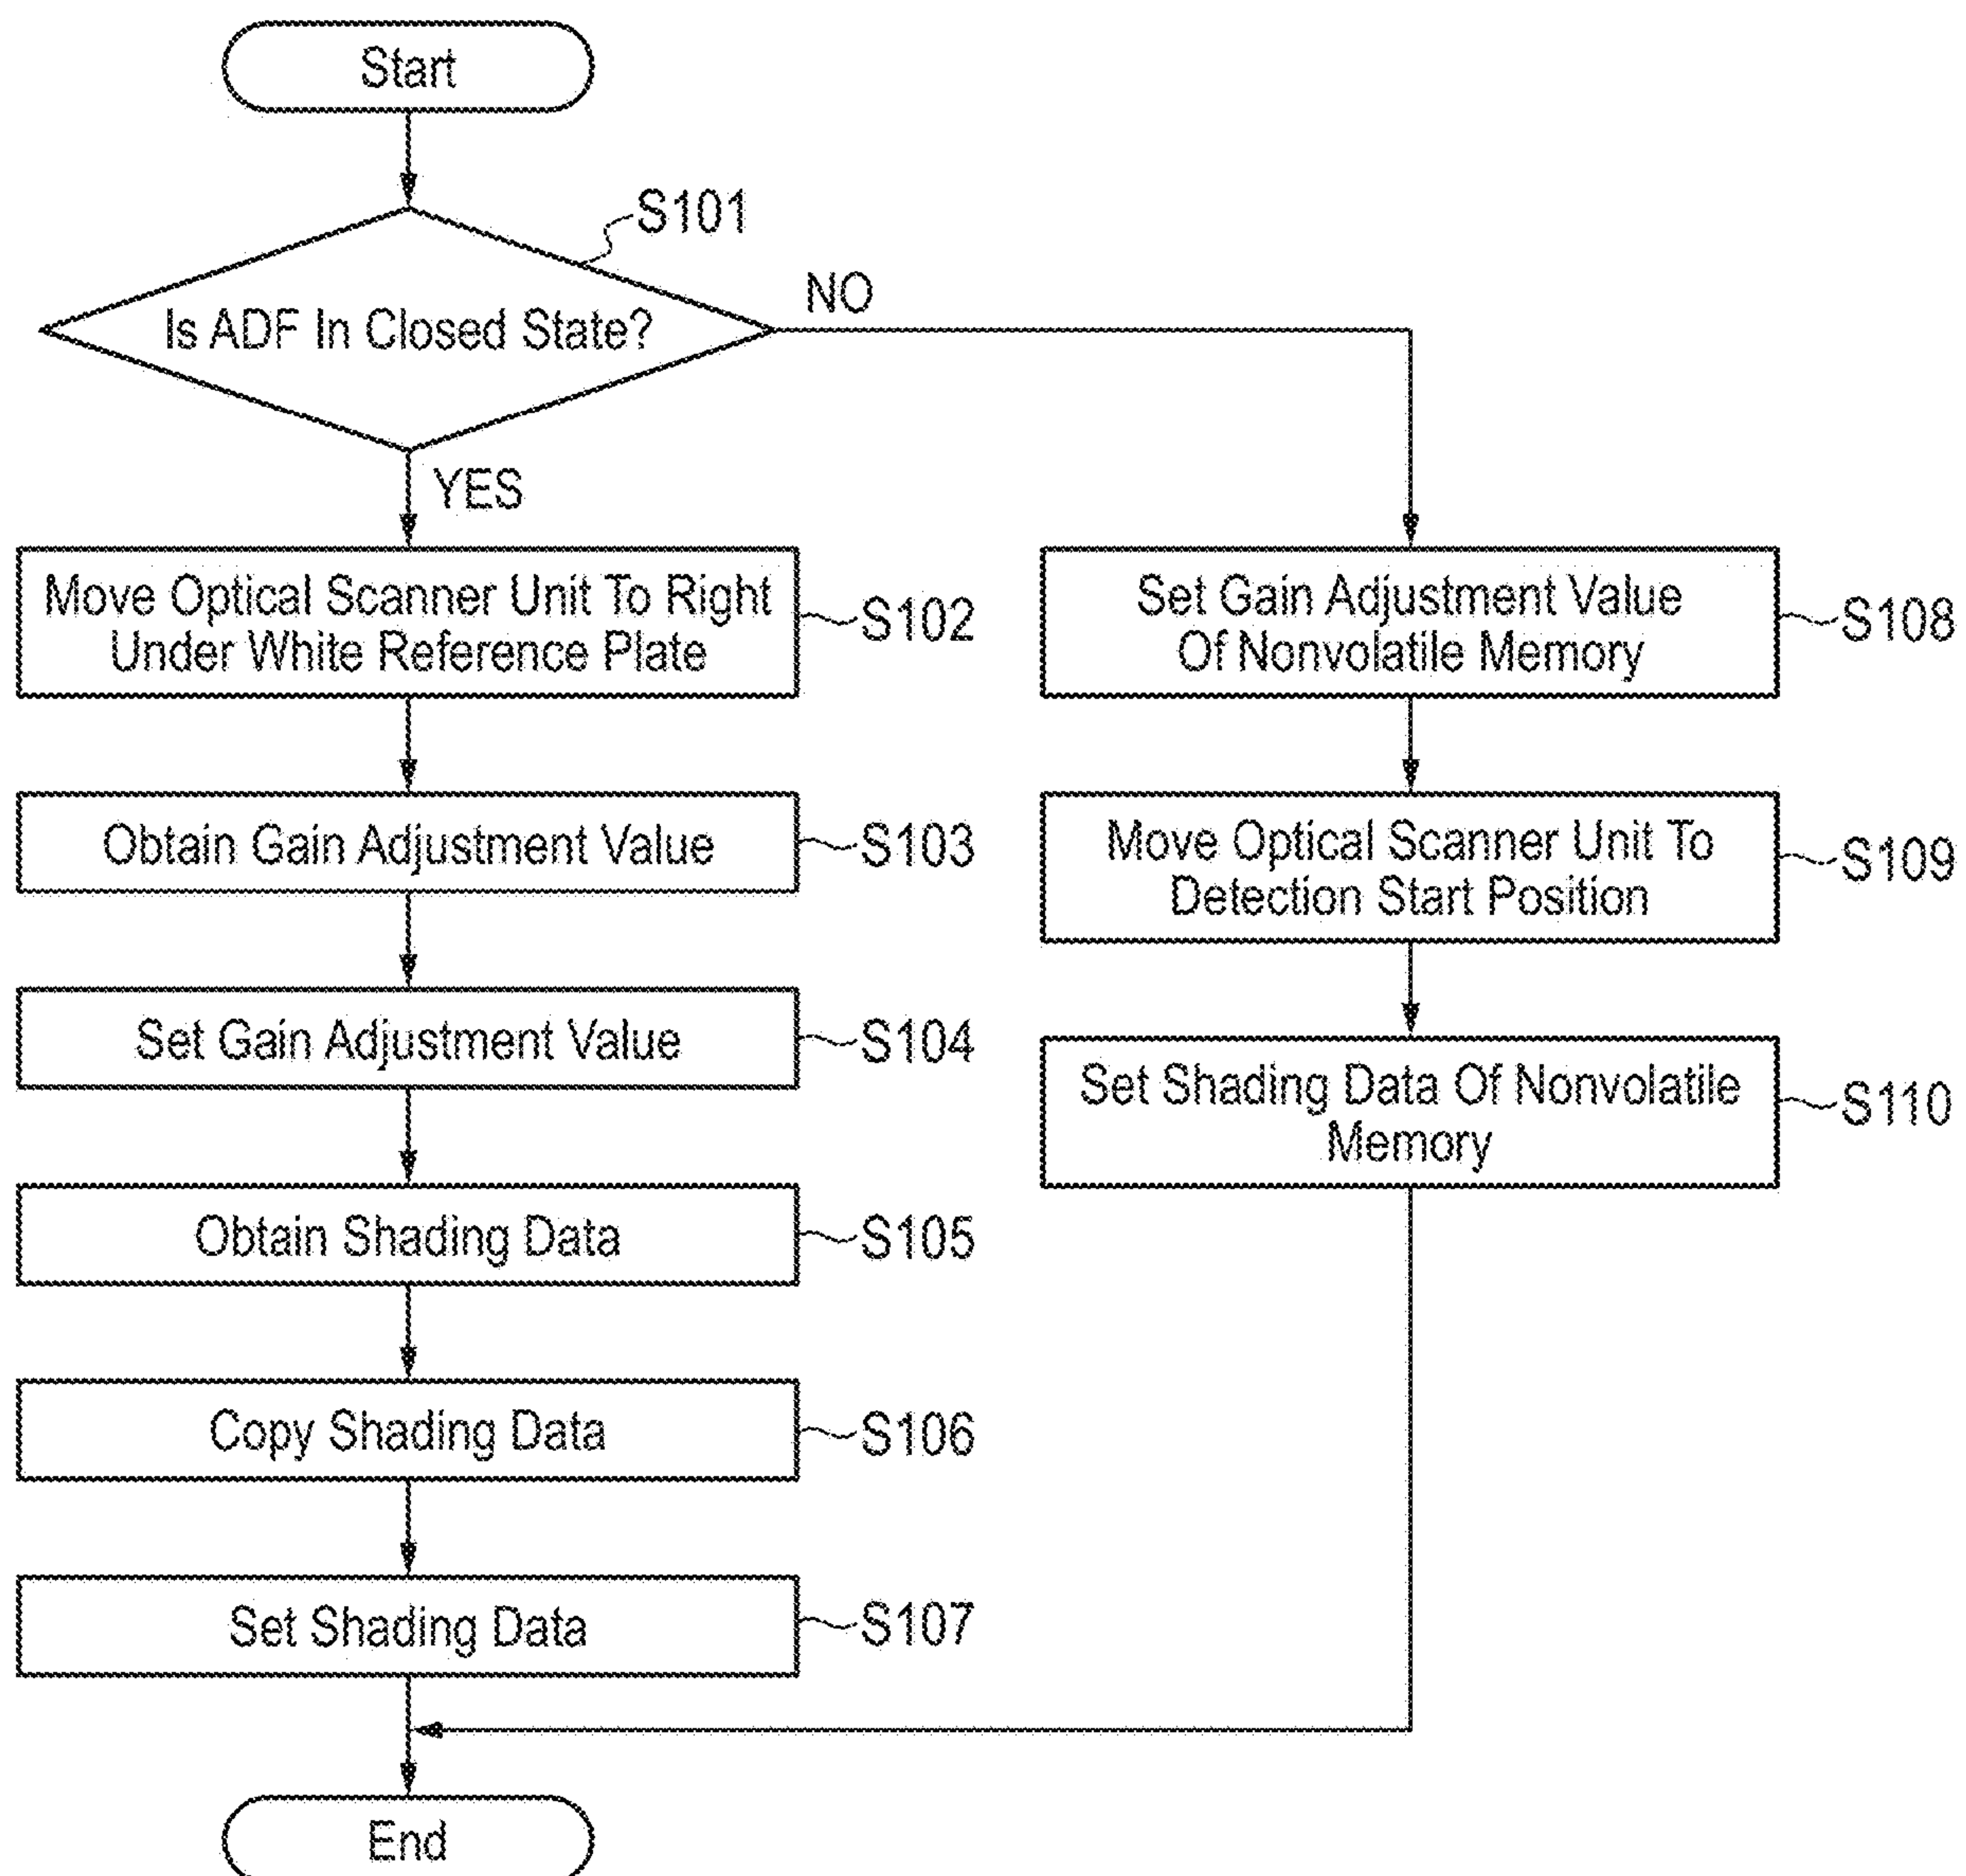 Start
S101
Is ADF In Closed State?
NO
YES
Move Optical Scanner Unit To Right
Under White Reference Plate
S102
Obtain Gain Adjustment Value
S103
Set Gain Adjustment Value
S104
Obtain Shading Data
S105
Copy Shading Data
S106
Set Shading Data
S107
Set Gain Adjustment Value
Of Nonvolatile Memory
S108
Move Optical Scanner Unit To
Detection Start Position
S109
Set Shading Data Of Nonvolatile
Memory
S110
End